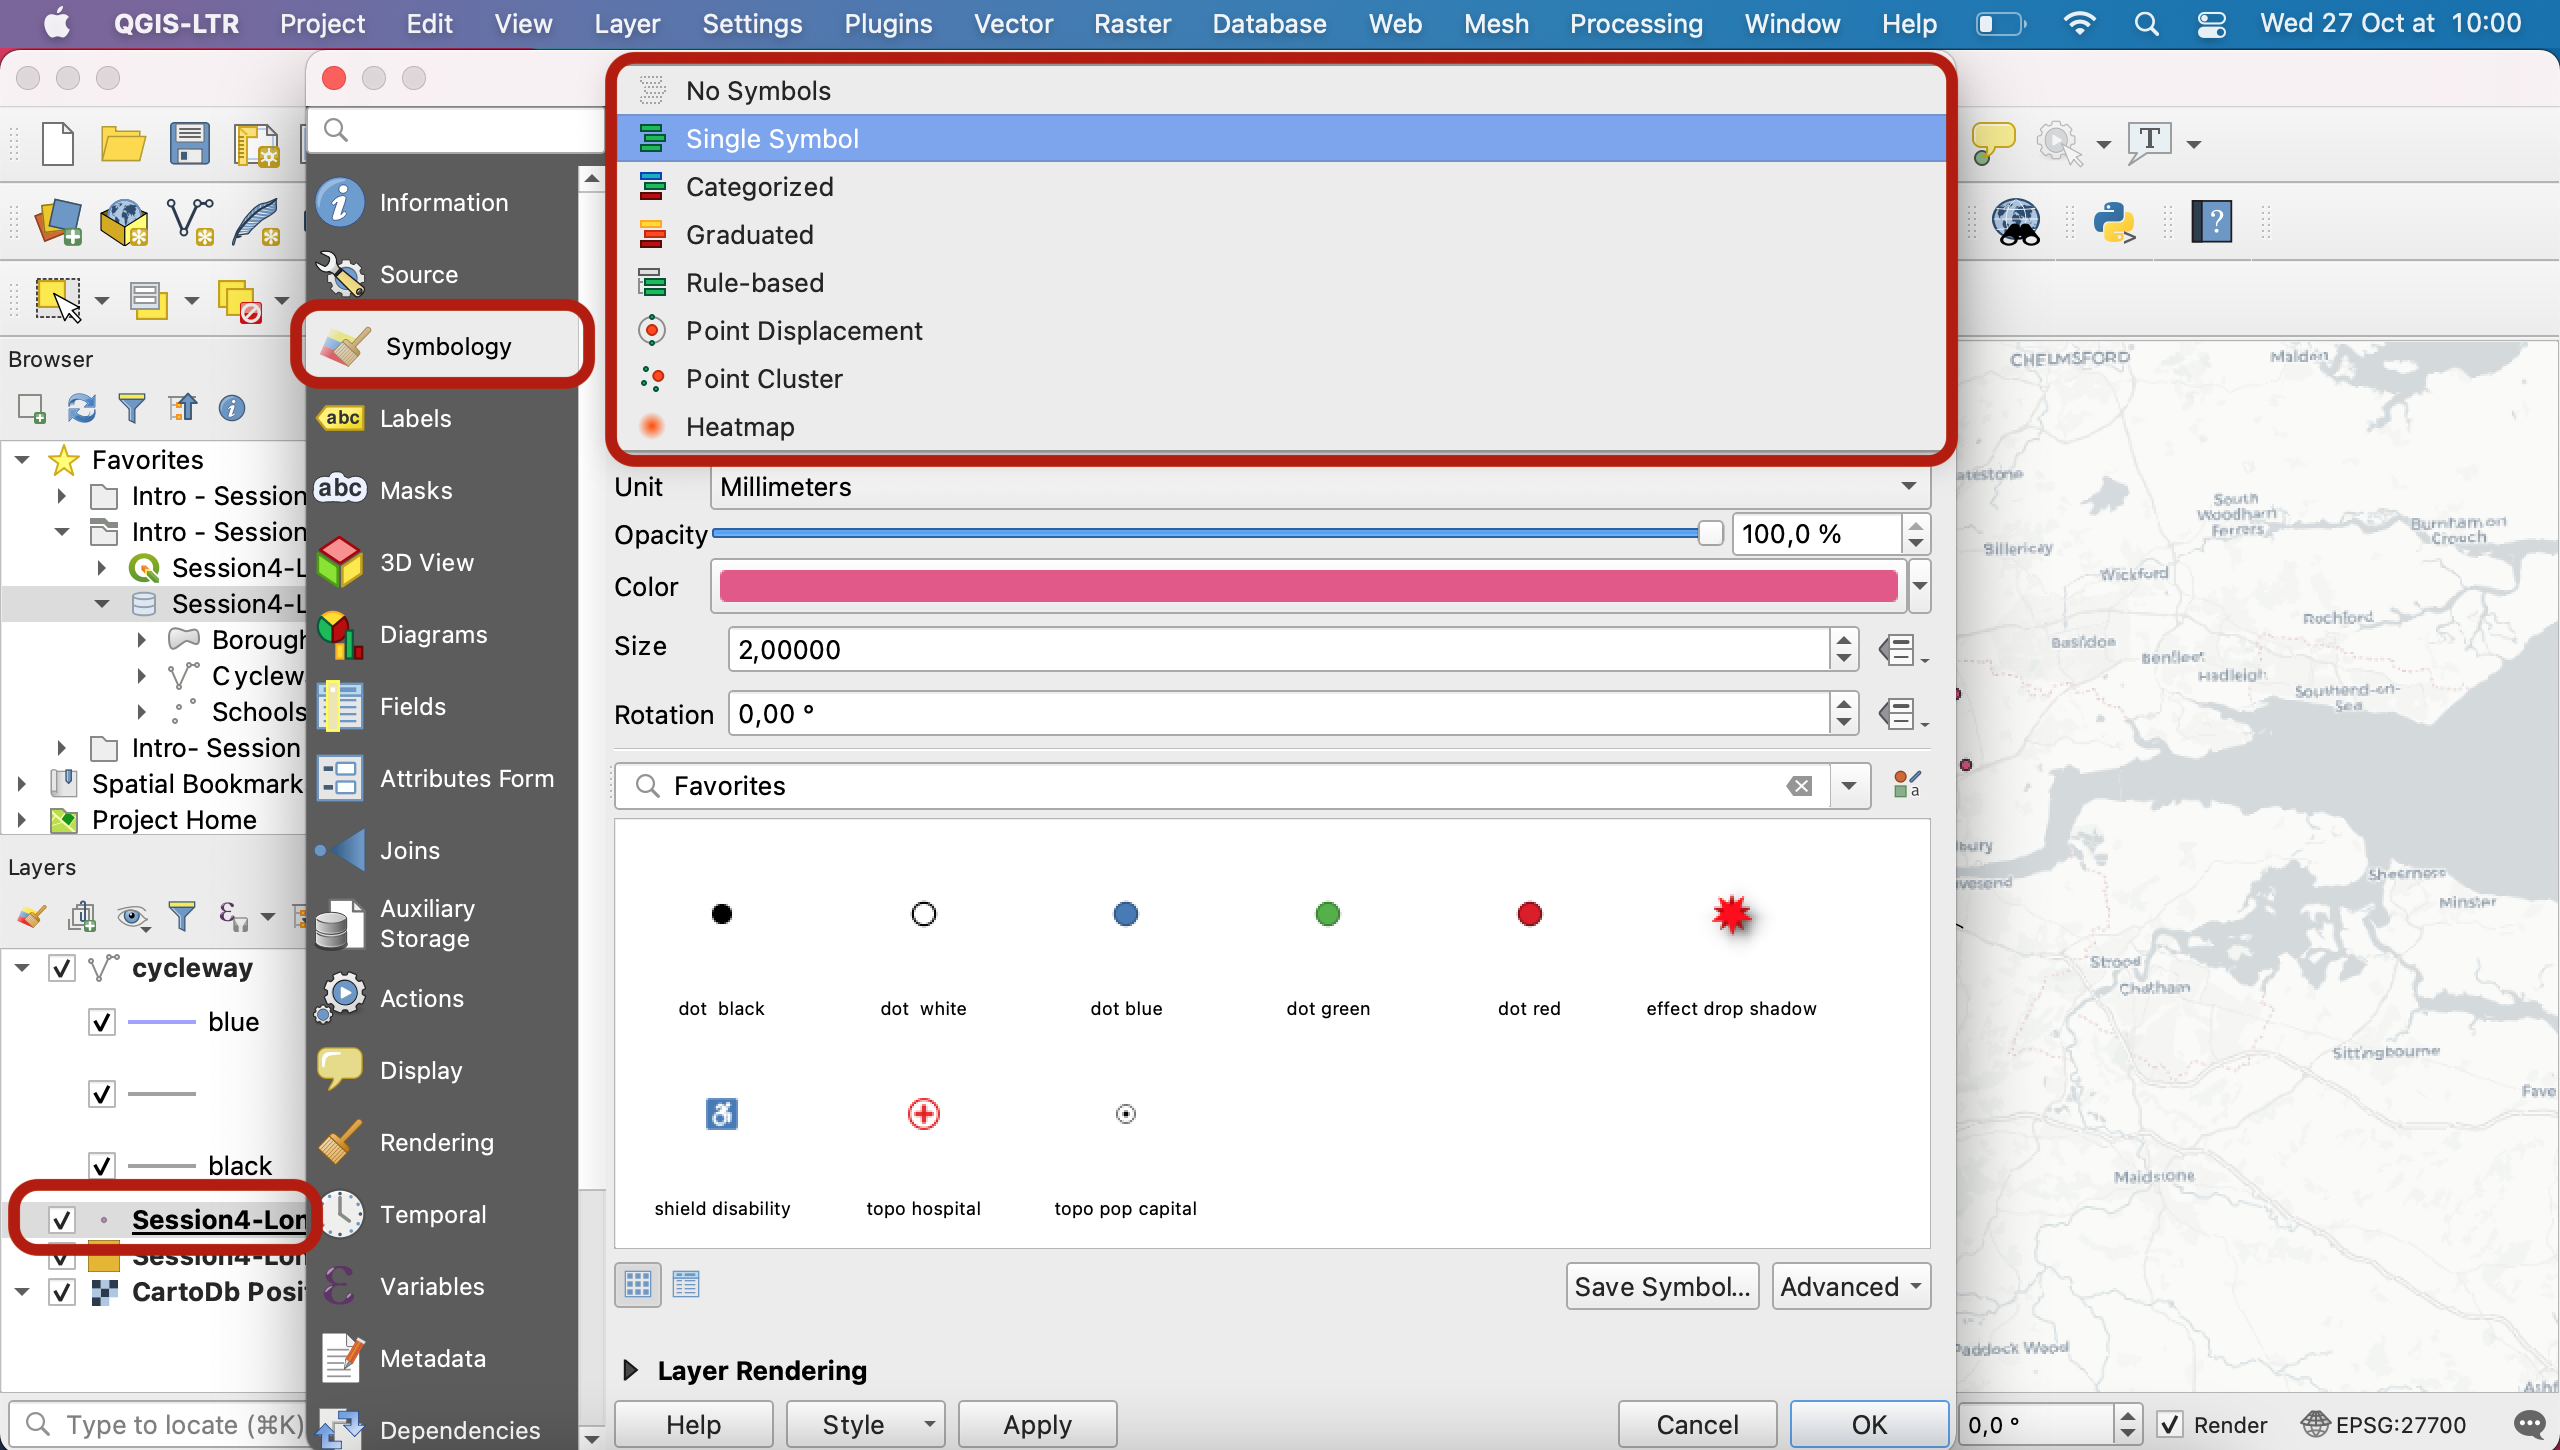 QGIS-LTR Project Edit View Layer Settings Plugins Vector Raster Database Web Mesh Processing Window Help Wed 27 Oct at 10:00
No Symbols
Single Symbol
Categorized
Graduated
Rule-based
Point Displacement
Point Cluster
Heatmap
Information
Source
Symbology
abc Labels
abc Masks
3D View
Diagrams
Fields
Attributes Form
Joins
Auxiliary
Storage
Actions
Display
Rendering
Temporal
Variables
Metadata
Dependencies
Browser
Favorites
Intro - Session
Intro - Session
Session4-L
Session4-L
Borough
Cyclew
Schools
Intro- Session
Spatial Bookmark
Project Home
Layers
cycleway
blue
black
Session4-Lon
Session4-Lon
CartoDb Posit
Type to locate (⌘K)
Unit Millimeters
Opacity 100,0 %
Color
Size 2,00000
Rotation 0,00 °
Favorites
dot black dot white dot blue dot green dot red effect drop shadow
shield disability topo hospital topo pop capital
Save Symbol... Advanced
Layer Rendering
Help Style Apply Cancel OK
T
?
CHELMSFORD
Maldon
South
Woodham
Ferrers
Burnham on
Crouch
Billericay
Wickford
Rochford
Basildon
Benfleet
Hadleigh
Southend-on-
Sea
Sheerness
Minster
Strood
Chatham
Sittingbourne
Fave
Maidstone
Paddock Wood
Ashf
0,0 ° Render EPSG:27700